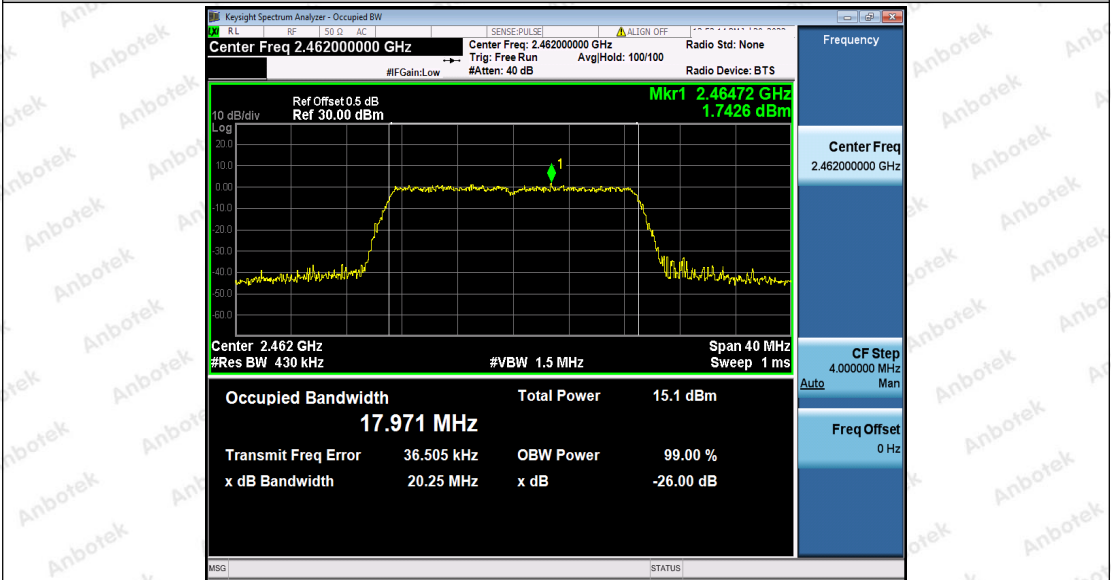 Keysight Spectrum Analyzer - Occupied BW
RL RF 50 Ω AC SENSE:PULSE ALIGN OFF
Center Freq 2.462000000 GHz
Center Freq: 2.462000000 GHz
Radio Std: None
Trig: Free Run Avg|Hold: 100/100
#IFGain:Low #Atten: 40 dB Radio Device: BTS
Frequency
Mkr1 2.46472 GHz
1.7426 dBm
Ref Offset 0.5 dB
10 dB/div Ref 30.00 dBm
Log
20.0
10.0
0.00
-10.0
-20.0
-30.0
-40.0
-50.0
-60.0
1
Center 2.462 GHz Span 40 MHz
#Res BW 430 kHz #VBW 1.5 MHz Sweep 1 ms
Occupied Bandwidth Total Power 15.1 dBm
17.971 MHz
Transmit Freq Error 36.505 kHz OBW Power 99.00 %
x dB Bandwidth 20.25 MHz x dB -26.00 dB
Center Freq
2.462000000 GHz
CF Step
4.000000 MHz
Auto Man
Freq Offset
0 Hz
MSG STATUS
Anbotek